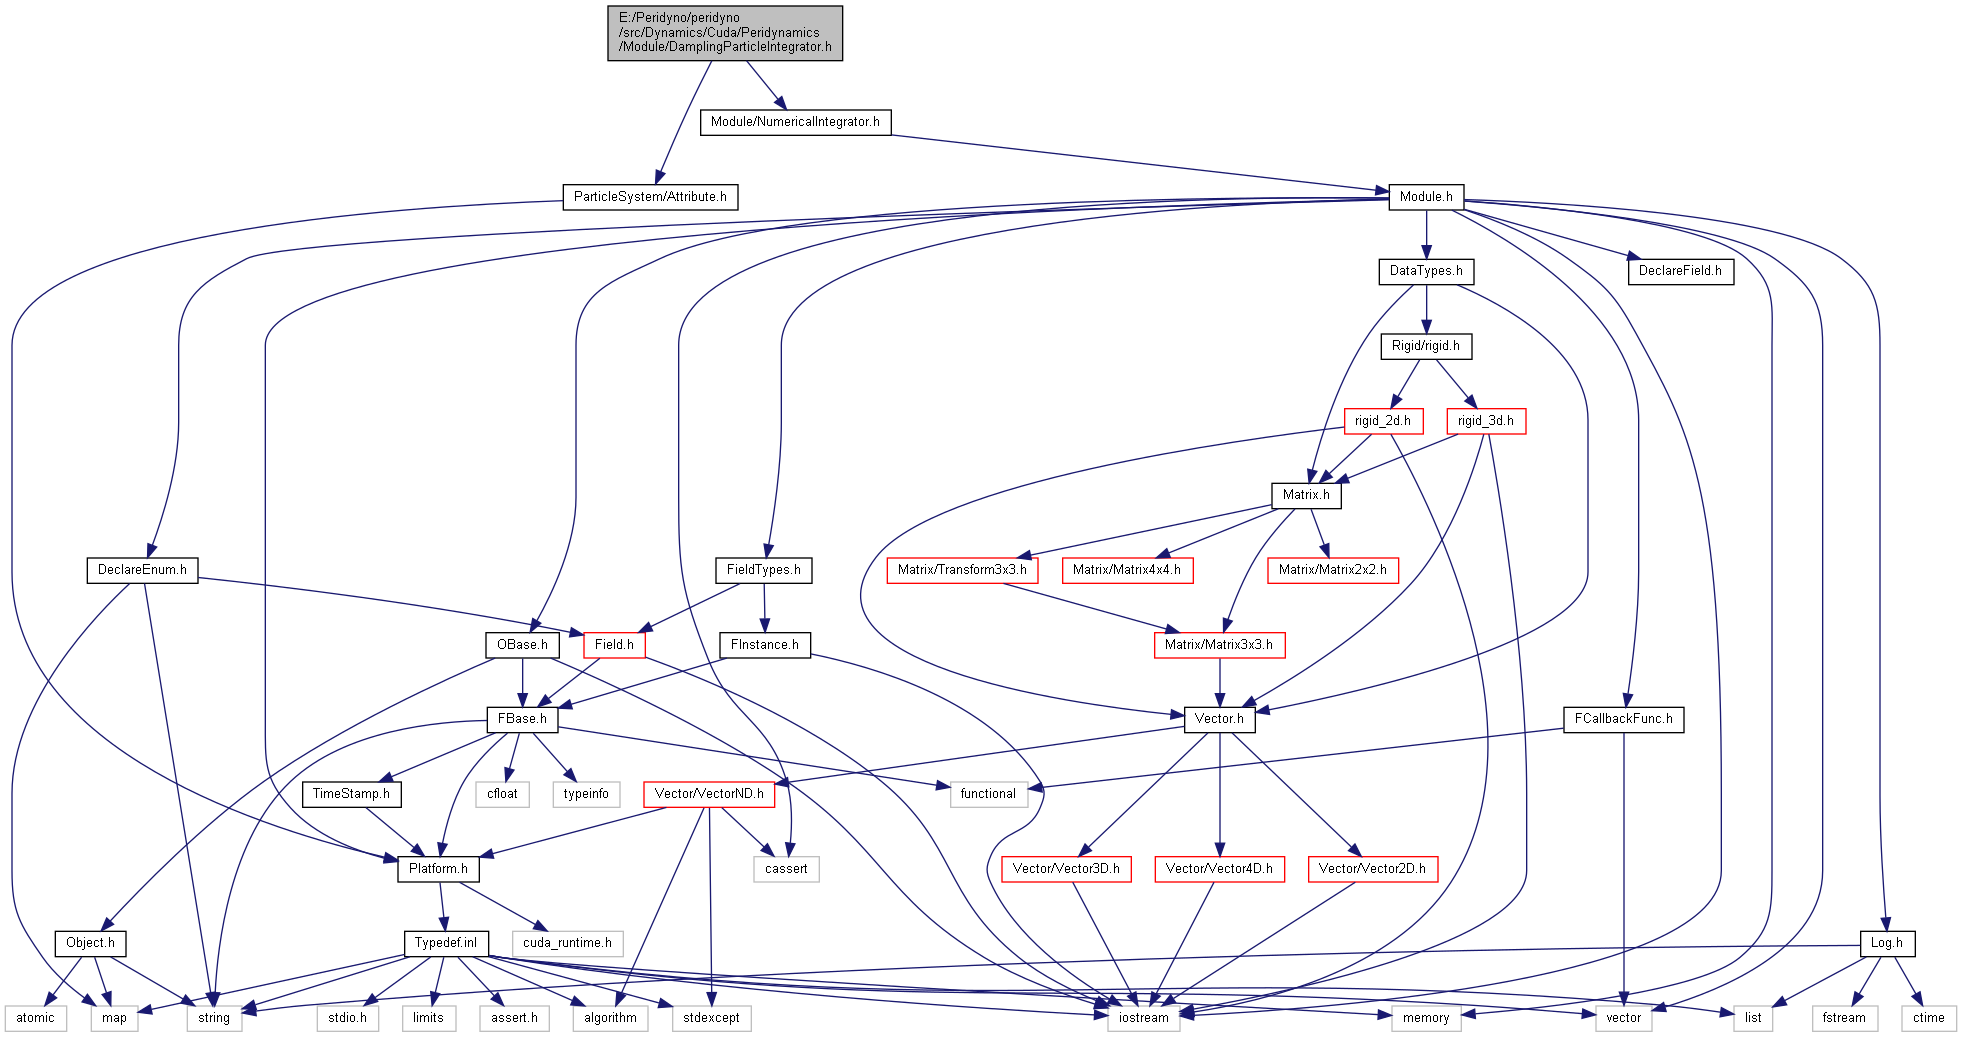 E:/Peridyno/peridyno
/src/Dynamics/Cuda/Peridynamics
/Module/DamplingParticleIntegrator.h
Module/NumericalIntegrator.h
ParticleSystem/Attribute.h
Module.h
DataTypes.h
DeclareField.h
Rigid/rigid.h
rigid_2d.h
rigid_3d.h
Matrix.h
DeclareEnum.h
FieldTypes.h
Matrix/Transform3x3.h
Matrix/Matrix4x4.h
Matrix/Matrix2x2.h
OBase.h
Field.h
FInstance.h
Matrix/Matrix3x3.h
FBase.h
Vector.h
FCallbackFunc.h
TimeStamp.h
cfloat
typeinfo
Vector/VectorND.h
functional
Platform.h
cassert
Vector/Vector3D.h
Vector/Vector4D.h
Vector/Vector2D.h
Object.h
Typedef.inl
cuda_runtime.h
Log.h
atomic
map
string
stdio.h
limits
assert.h
algorithm
stdexcept
iostream
memory
vector
list
fstream
ctime